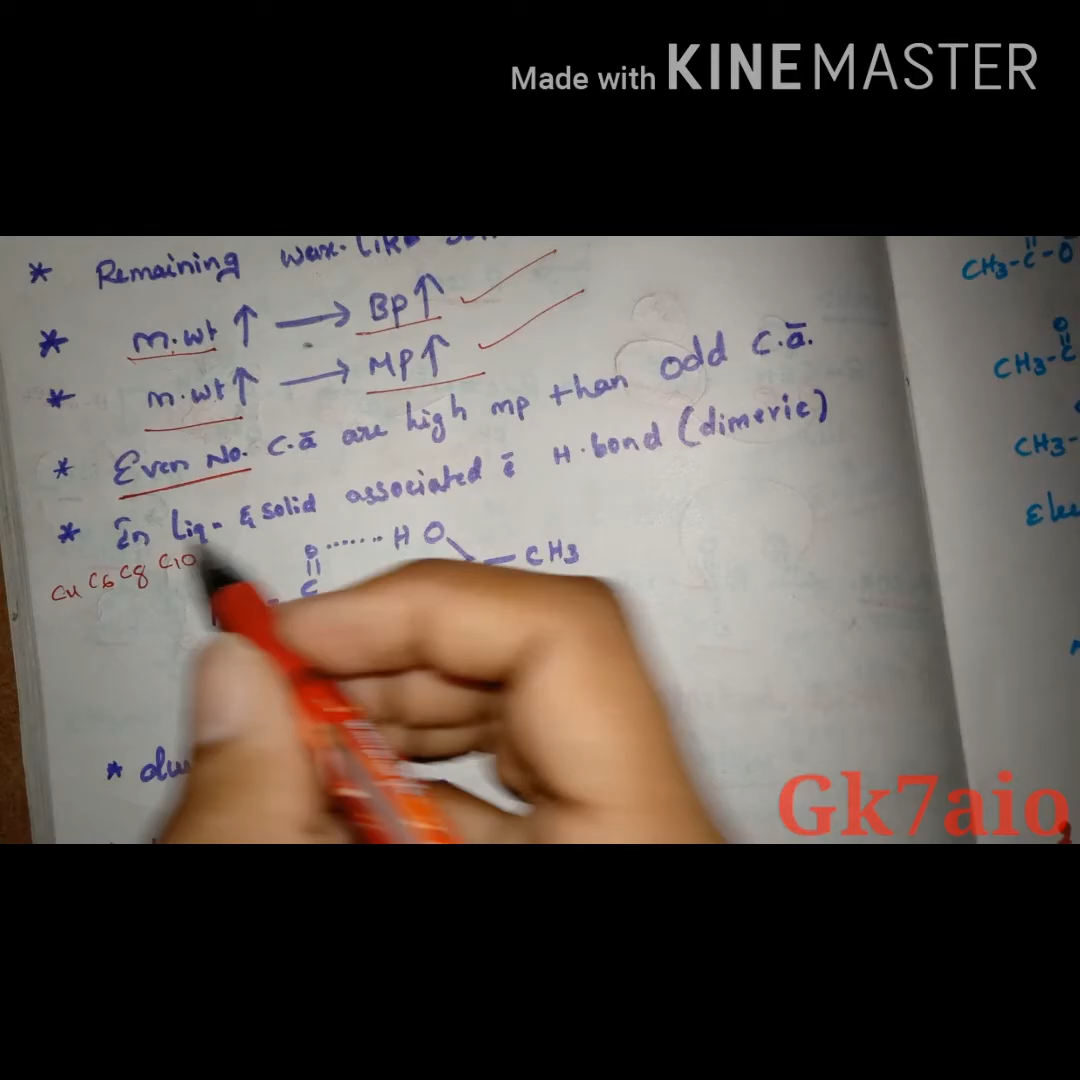 Made with KINEMASTER
* Remaining wax-like
* m.wt ↑ → BP ↑
* m.wt ↑ → MP ↑
* Even No. C.ā are high mp than odd C.ā.
* In Liq- & solid associated ē H.bond (dimeric)
C4 C6 C8 C10
O ...... H O
C
CH3
*
CH3-C-O
O
CH3-C
CH3-
Gk7aio